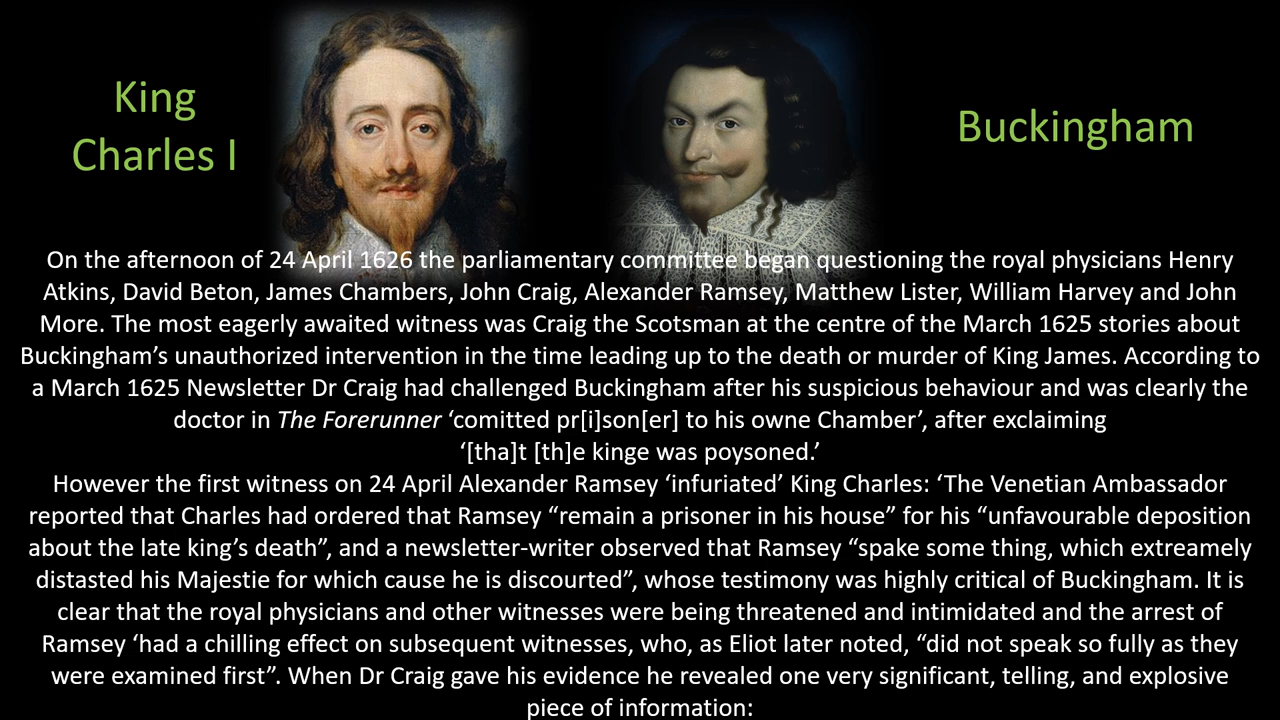 King
Charles I
Buckingham
On the afternoon of 24 April 1626 the parliamentary committee began questioning the royal physicians Henry
Atkins, David Beton, James Chambers, John Craig, Alexander Ramsey, Matthew Lister, William Harvey and John
More. The most eagerly awaited witness was Craig the Scotsman at the centre of the March 1625 stories about
Buckingham’s unauthorized intervention in the time leading up to the death or murder of King James. According to
a March 1625 Newsletter Dr Craig had challenged Buckingham after his suspicious behaviour and was clearly the
doctor in The Forerunner ‘comitted pr[i]son[er] to his owne Chamber’, after exclaiming
‘[tha]t [th]e kinge was poysoned.’
However the first witness on 24 April Alexander Ramsey ‘infuriated’ King Charles: ‘The Venetian Ambassador
reported that Charles had ordered that Ramsey “remain a prisoner in his house” for his “unfavourable deposition
about the late king’s death”, and a newsletter-writer observed that Ramsey “spake some thing, which extreamely
distasted his Majestie for which cause he is discourted”, whose testimony was highly critical of Buckingham. It is
clear that the royal physicians and other witnesses were being threatened and intimidated and the arrest of
Ramsey ‘had a chilling effect on subsequent witnesses, who, as Eliot later noted, “did not speak so fully as they
were examined first”. When Dr Craig gave his evidence he revealed one very significant, telling, and explosive
piece of information: